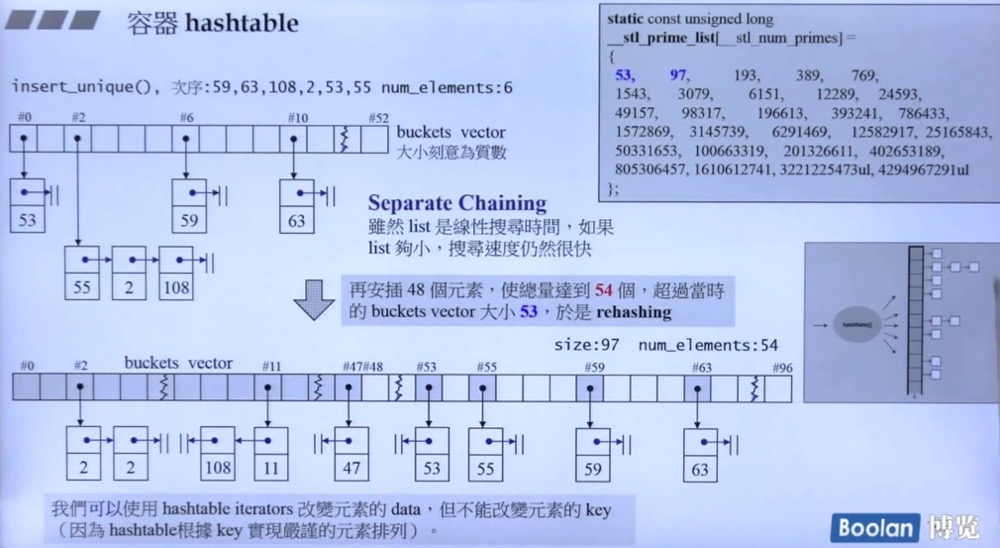 容器 hashtable
static const unsigned long
__stl_prime_list[__stl_num_primes] =
{
53, 97, 193, 389, 769,
1543, 3079, 6151, 12289, 24593,
49157, 98317, 196613, 393241, 786433,
1572869, 3145739, 6291469, 12582917, 25165843,
50331653, 100663319, 201326611, 402653189,
805306457, 1610612741, 3221225473ul, 4294967291ul
};
insert_unique(), 次序:59,63,108,2,53,55 num_elements:6
#0 #2 #6 #10 #52
buckets vector
大小刻意為質數
53 59 63
55 2 108
Separate Chaining
雖然 list 是線性搜尋時間，如果
list 夠小，搜尋速度仍然很快
再安插 48 個元素，使總量達到 54 個，超過當時
的 buckets vector 大小 53，於是 rehashing
hashfunc()
size:97 num_elements:54
#0 #2 buckets vector #11 #47#48 #53 #55 #59 #63 #96
2 2 108 11 47 53 55 59 63
我們可以使用 hashtable iterators 改變元素的 data，但不能改變元素的 key
（因為 hashtable根據 key 實現嚴謹的元素排列）。
Boolan 博览